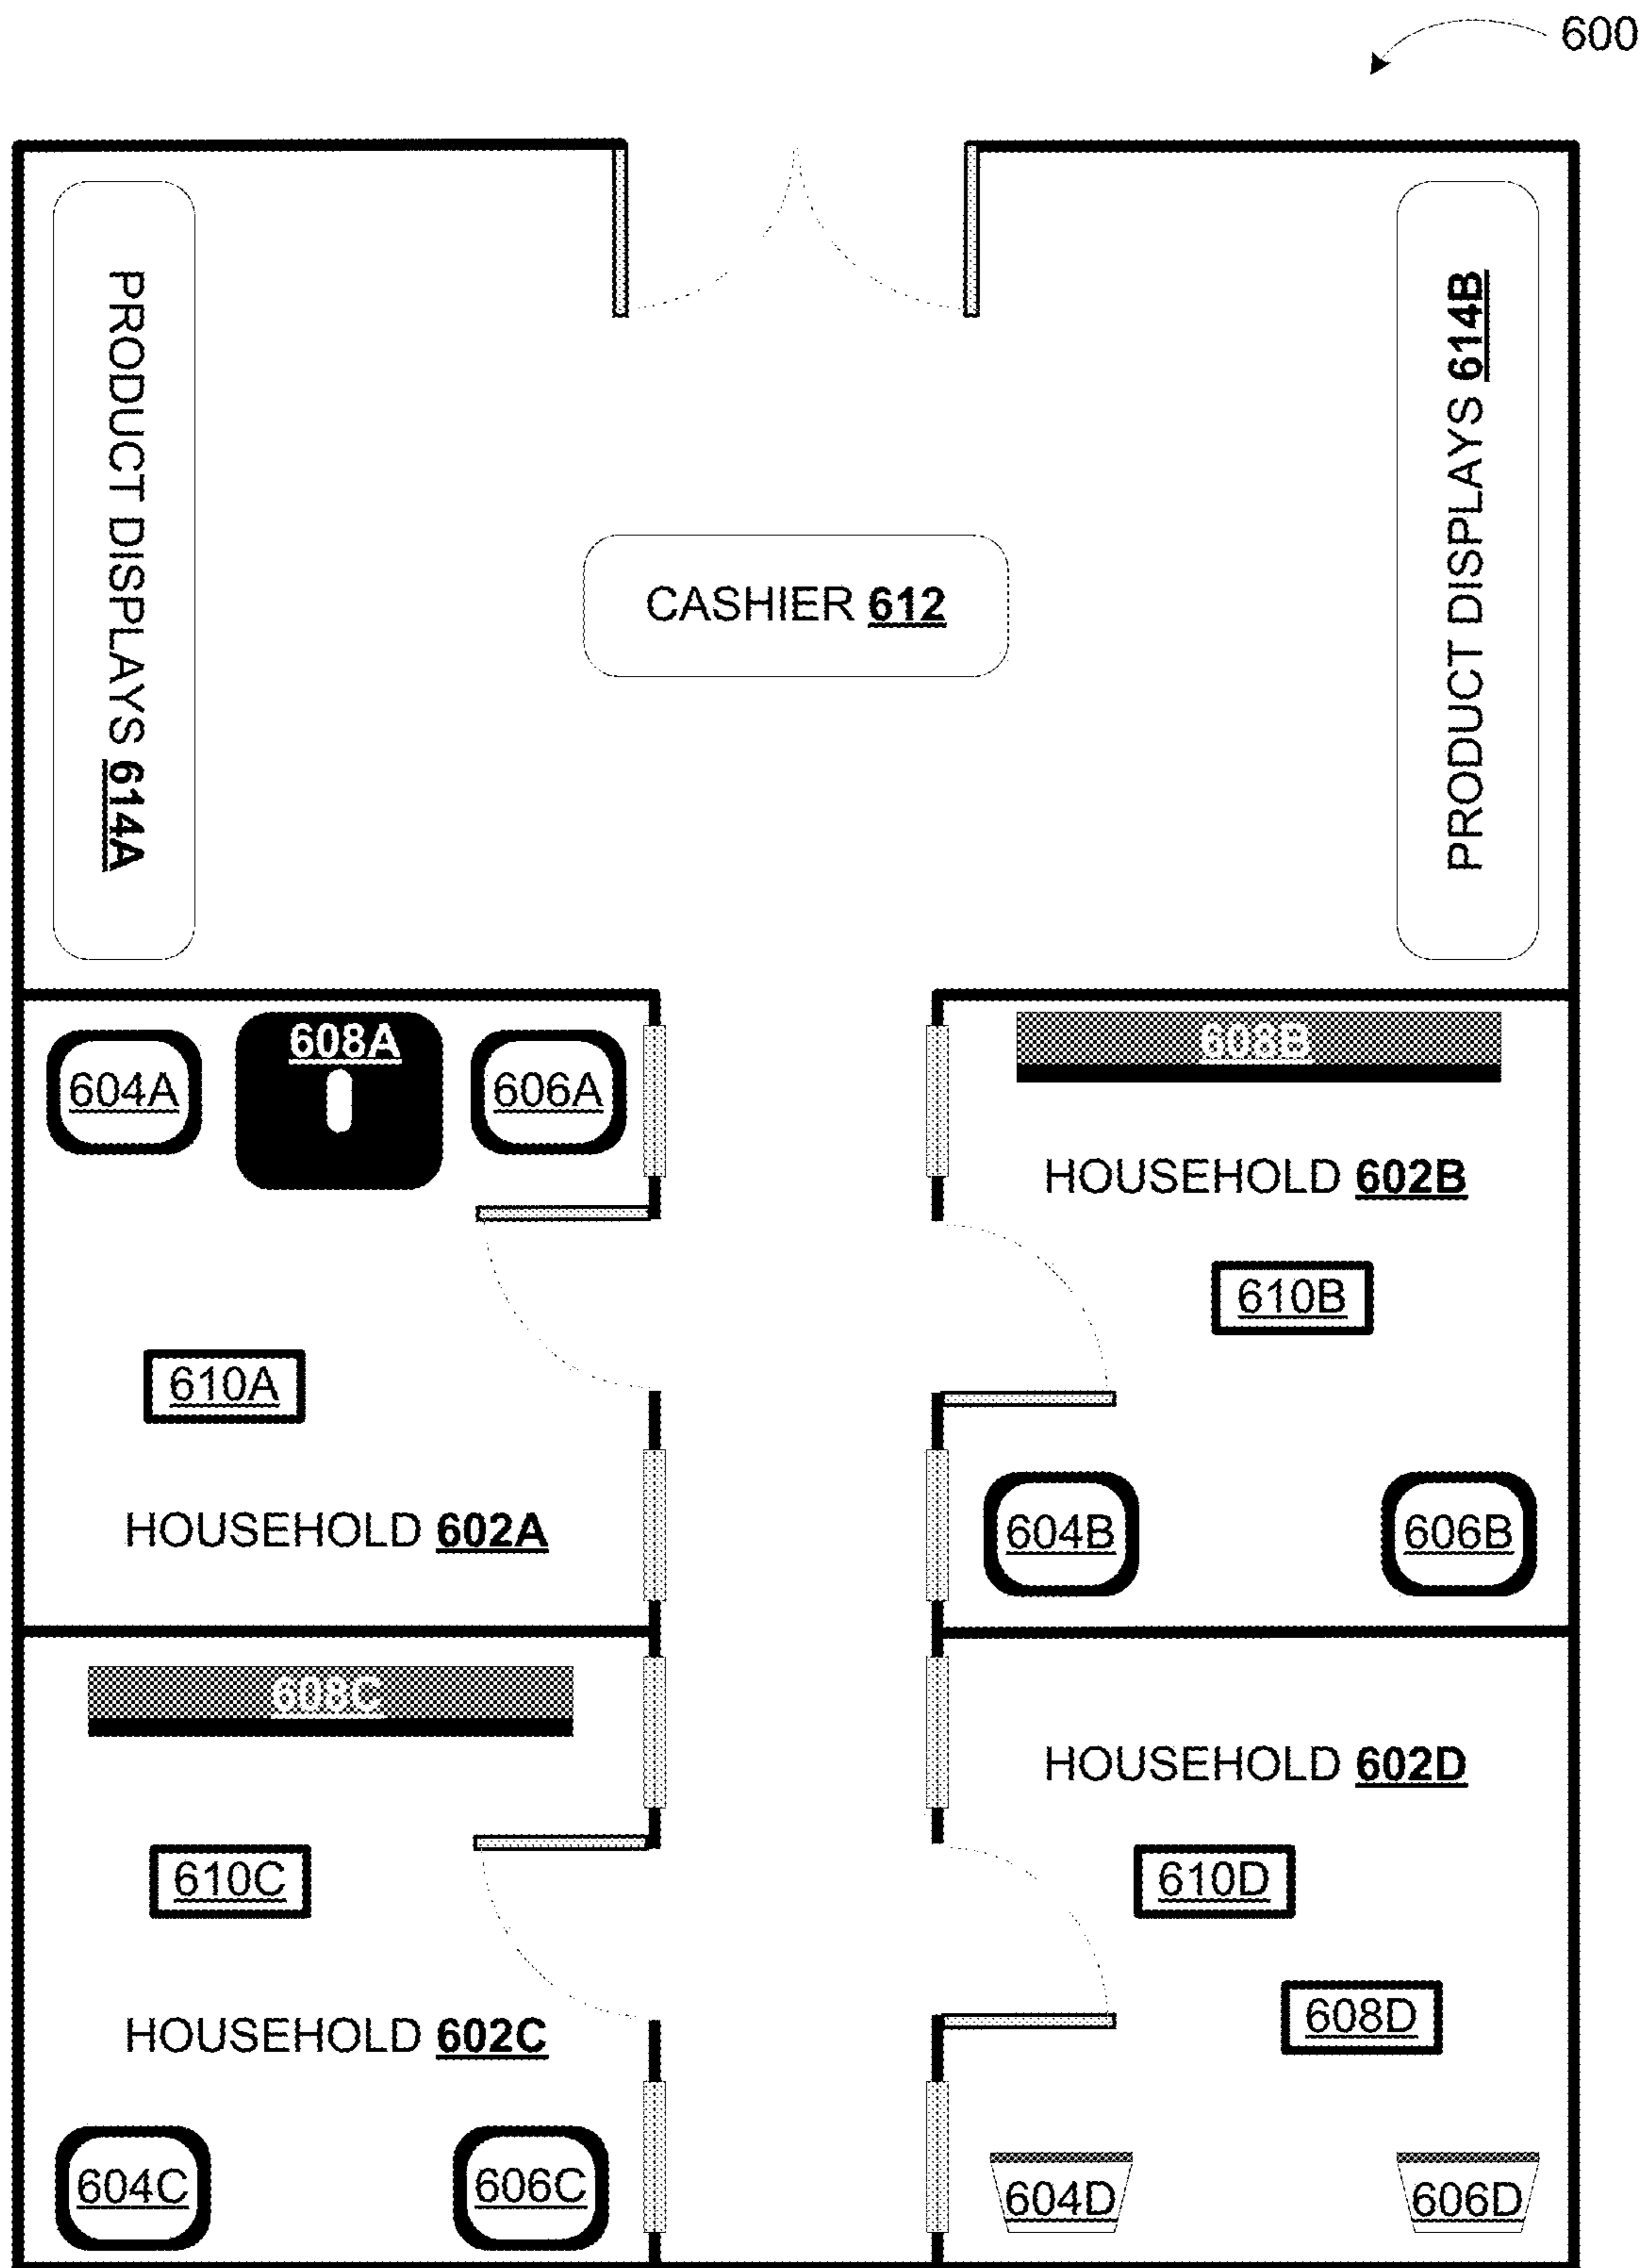 600
PRODUCT DISPLAYS 614A
PRODUCT DISPLAYS 614B
CASHIER 612
604A
608A
606A
608B
HOUSEHOLD 602B
610B
610A
HOUSEHOLD 602A
604B
606B
608C
HOUSEHOLD 602D
610C
610D
608D
HOUSEHOLD 602C
604C
606C
604D
606D